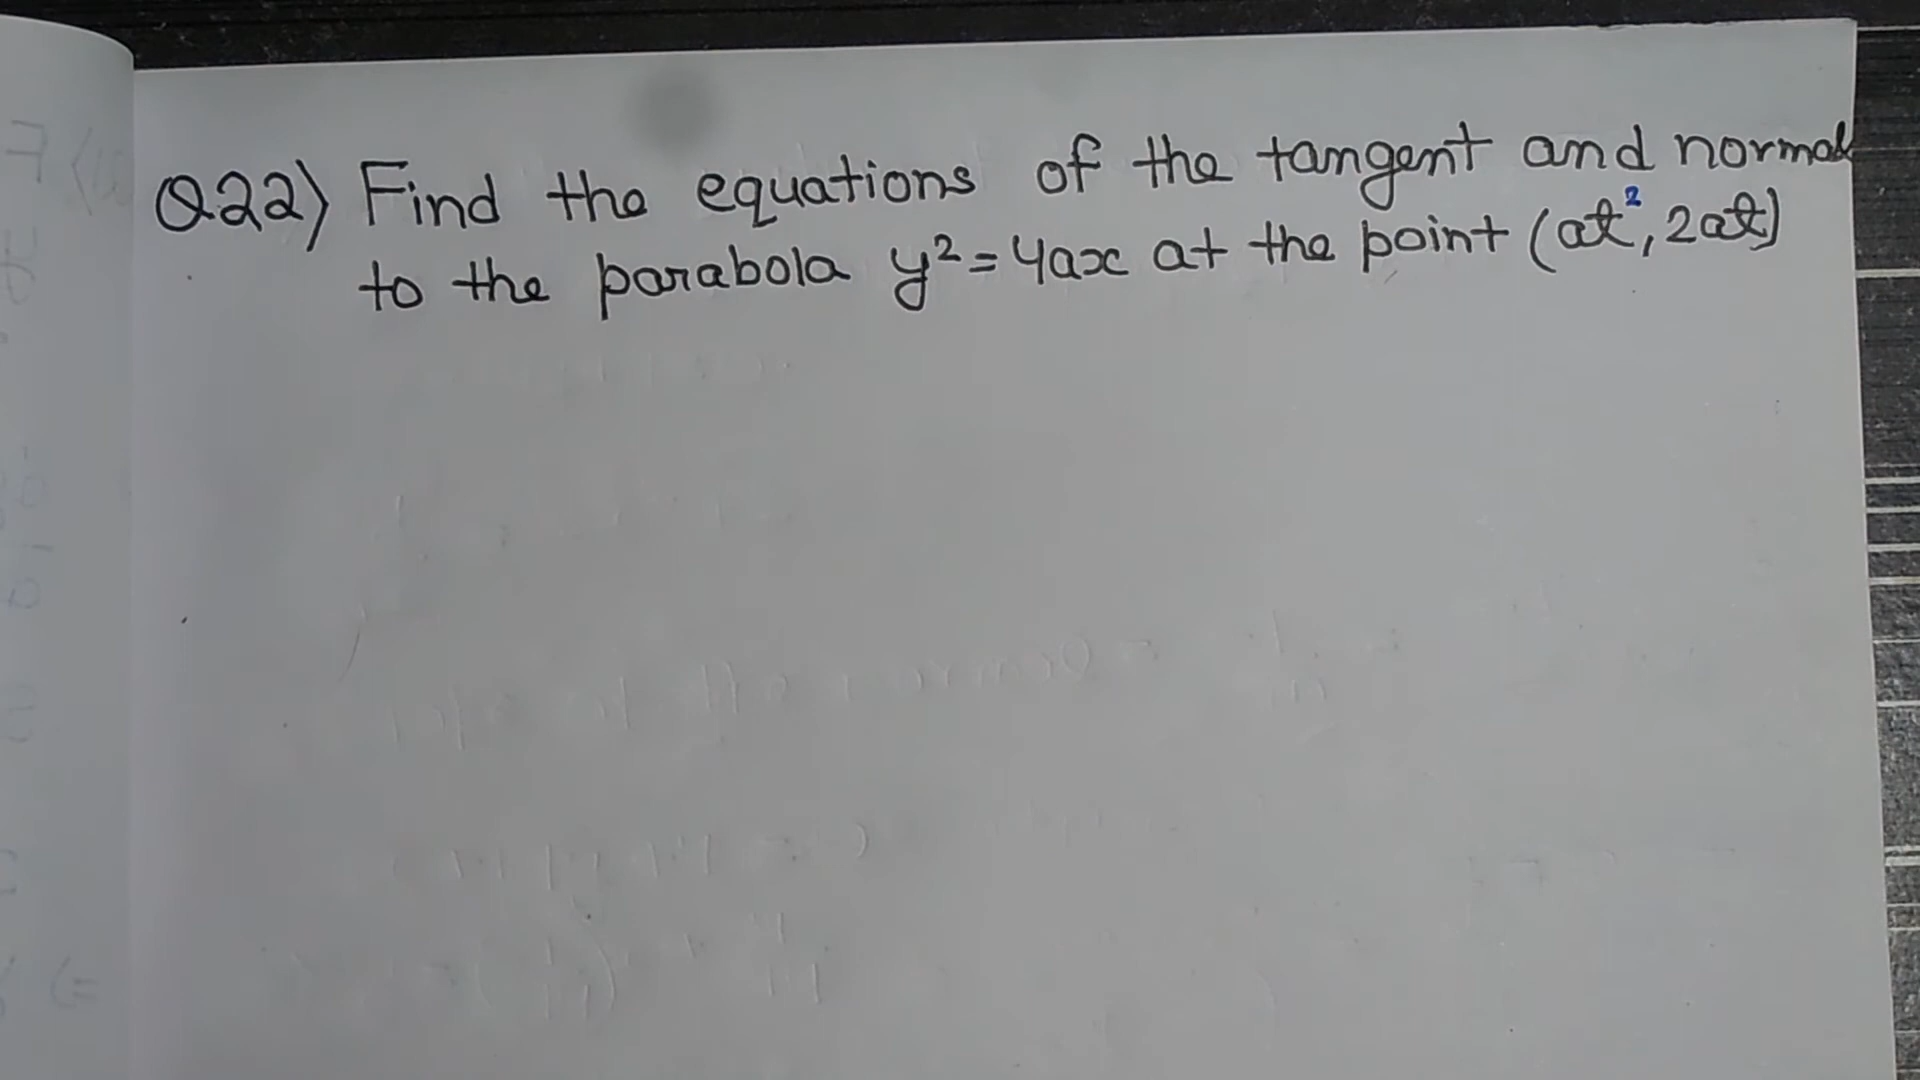 Q22) Find the equations of the tangent and normal
to the parabola y²=4ax at the point (at², 2at)